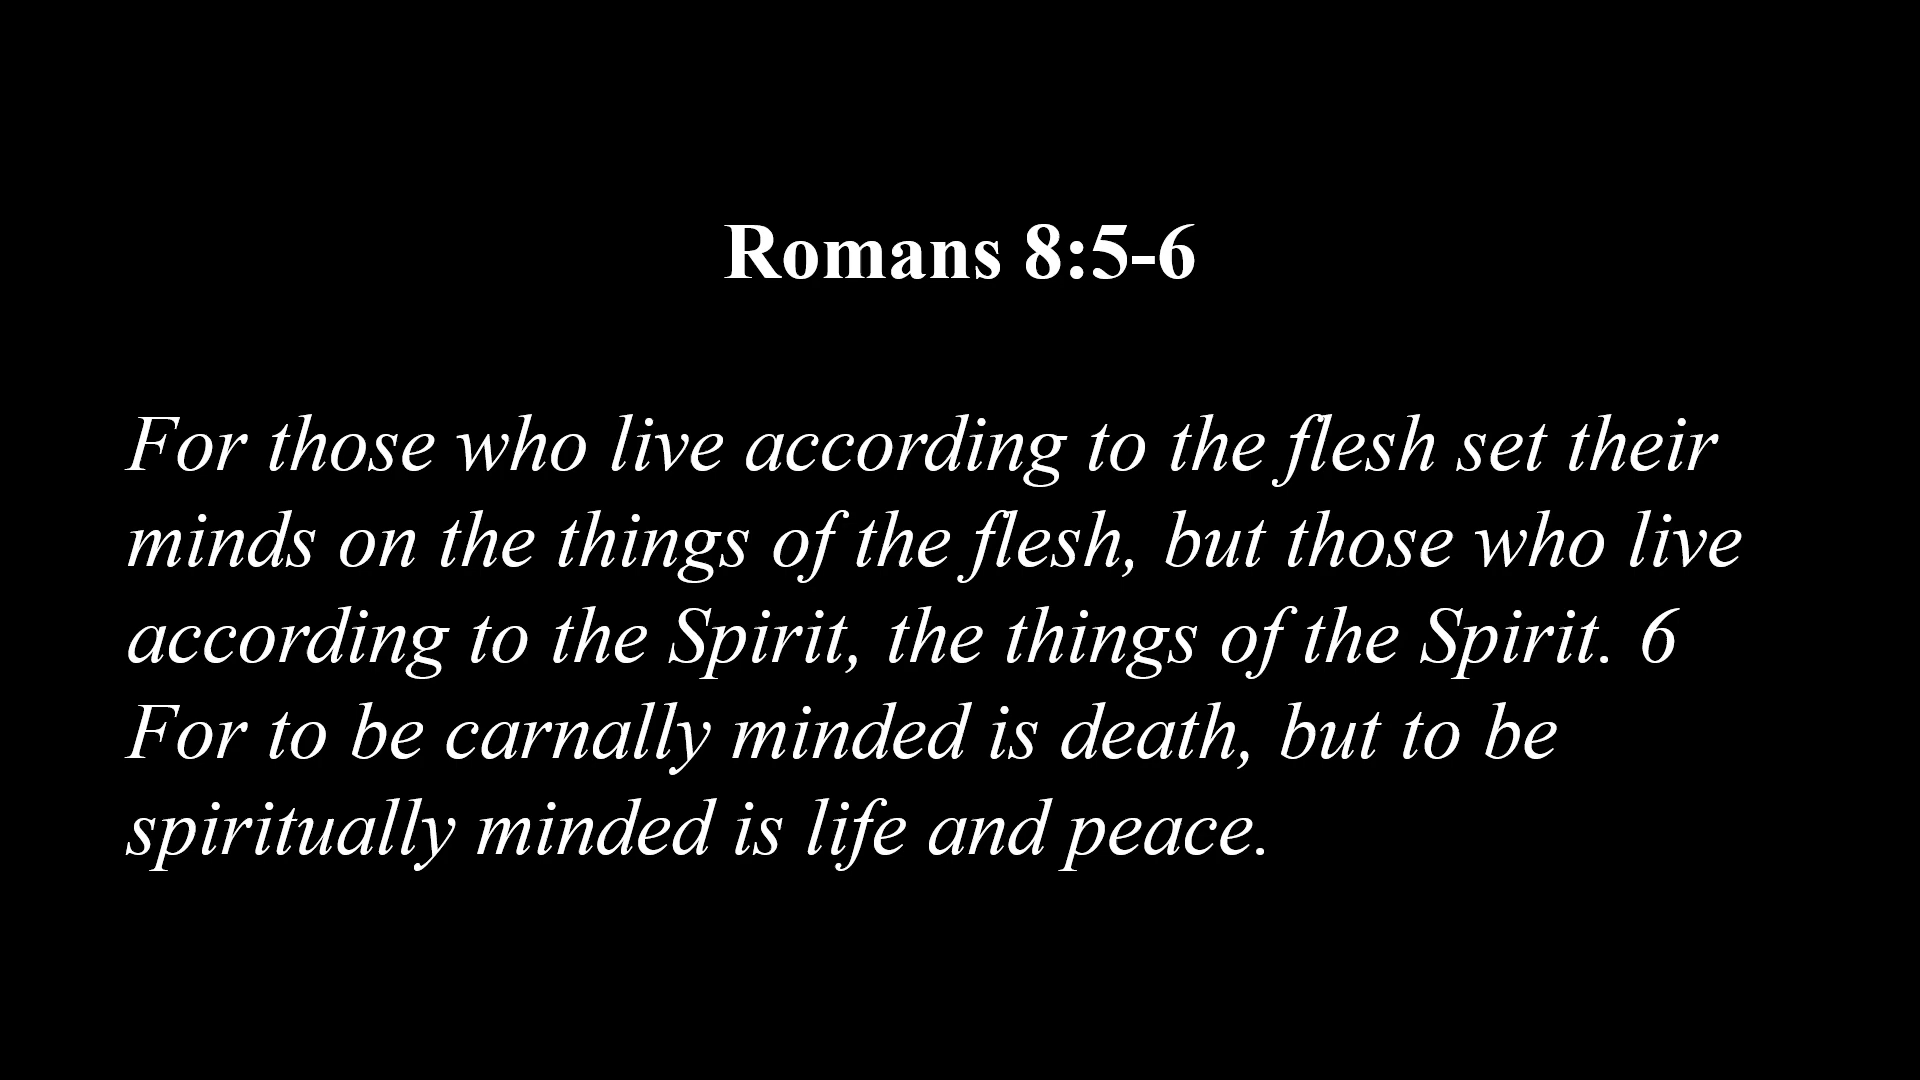 Romans 8:5-6
For those who live according to the flesh set their
minds on the things of the flesh, but those who live
according to the Spirit, the things of the Spirit. 6
For to be carnally minded is death, but to be
spiritually minded is life and peace.